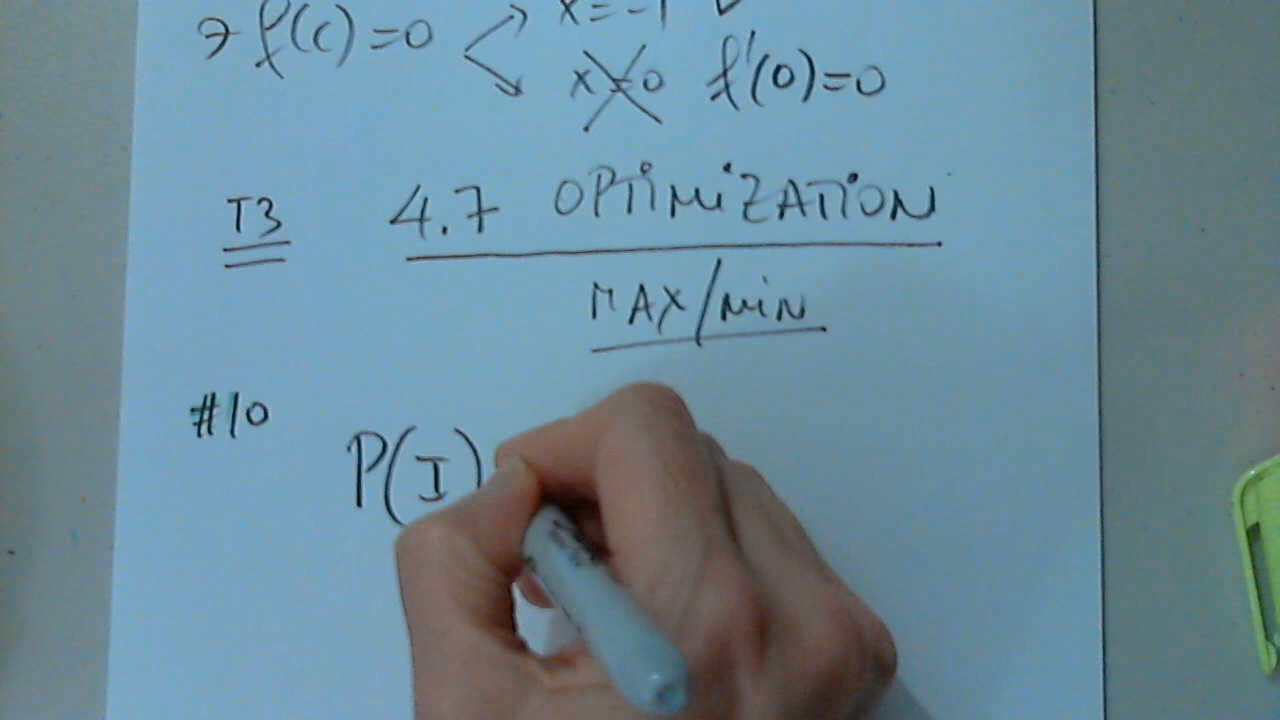 → f(c)=0
x=-1 ✓
x=0 f'(0)=0
T3 4.7 OPTIMIZATION
MAX/MIN
#10
P(I)